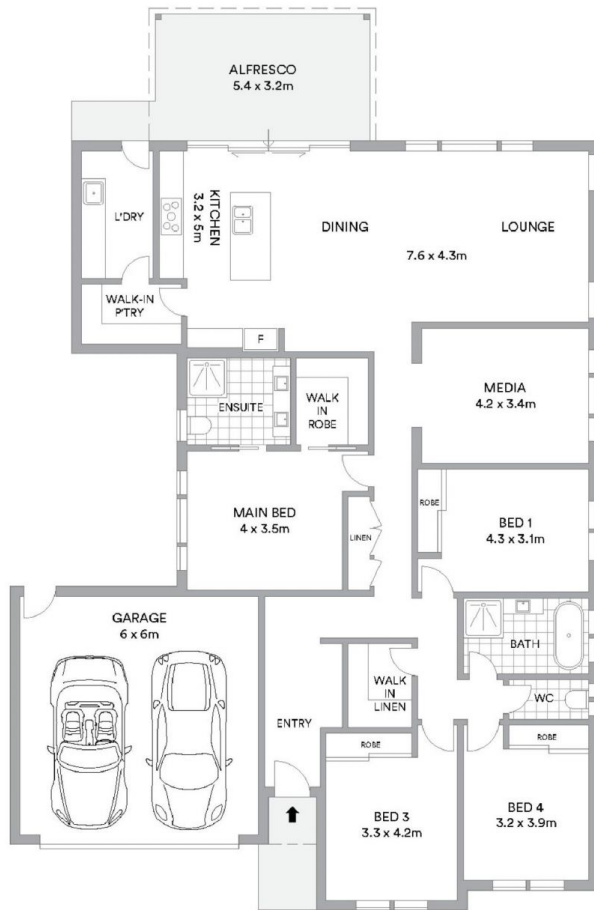 ALFRESCO
5.4 x 3.2m
L'DRY
KITCHEN
3.2 x 5m
DINING
LOUNGE
7.6 x 4.3m
WALK-IN
P'TRY
F
ENSUITE
WALK
IN
ROBE
MEDIA
4.2 x 3.4m
MAIN BED
4 x 3.5m
LINEN
ROBE
BED 1
4.3 x 3.1m
GARAGE
6 x 6m
BATH
WALK
IN
LINEN
WC
ENTRY
ROBE
ROBE
BED 3
3.3 x 4.2m
BED 4
3.2 x 3.9m